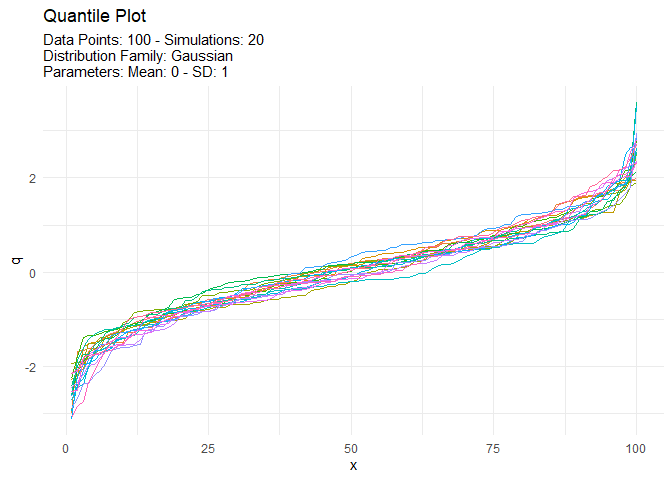 Quantile Plot
Data Points: 100 - Simulations: 20
Distribution Family: Gaussian
Parameters: Mean: 0 - SD: 1
q
2
0
-2
0 25 50 75 100
x